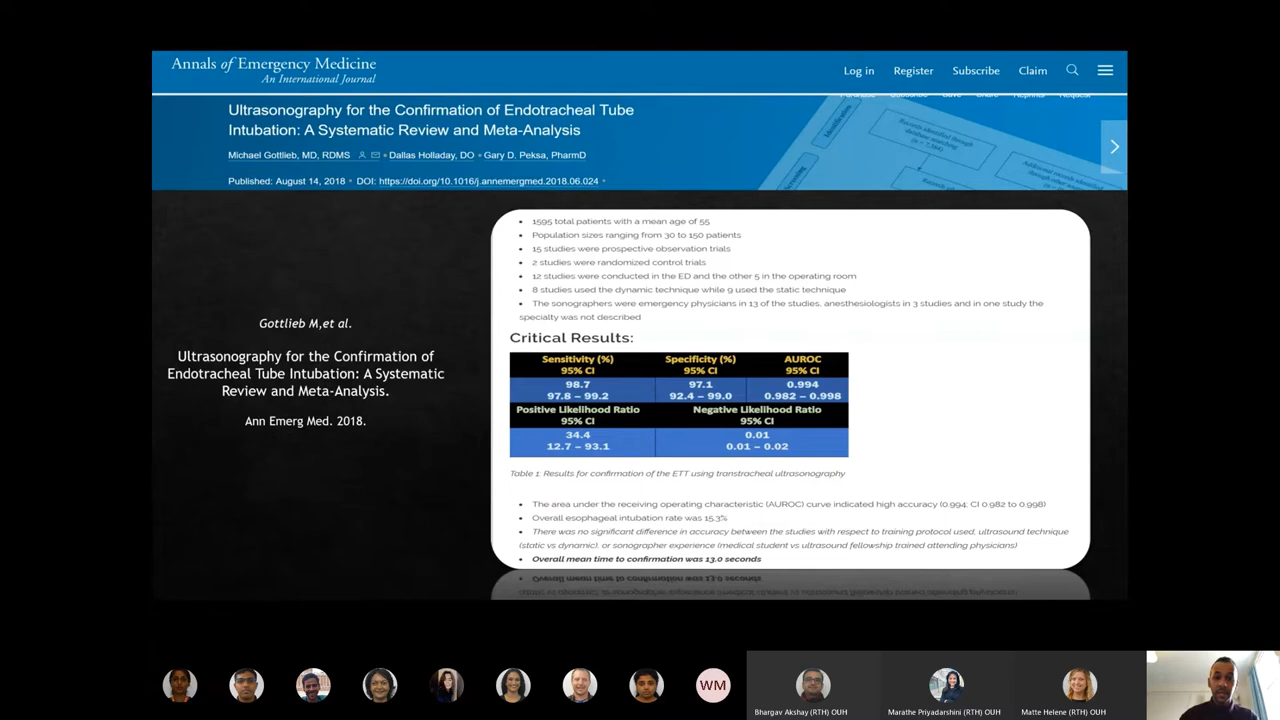 Annals of Emergency Medicine
An International Journal
Log in
Register
Subscribe
Claim
Ultrasonography for the Confirmation of Endotracheal Tube
Intubation: A Systematic Review and Meta-Analysis
Michael Gottlieb, MD, RDMS • Dallas Holladay, DO • Gary D. Peksa, PharmD
Published: August 14, 2018 • DOI: https://doi.org/10.1016/j.annemergmed.2018.06.024 •
Identification
Records identified through
database searching
Screening
Gottlieb M,et al.
Ultrasonography for the Confirmation of
Endotracheal Tube Intubation: A Systematic
Review and Meta-Analysis.
Ann Emerg Med. 2018.
• 1595 total patients with a mean age of 55
• Population sizes ranging from 30 to 150 patients
• 15 studies were prospective observation trials
• 2 studies were randomized control trials
• 12 studies were conducted in the ED and the other 5 in the operating room
• 8 studies used the dynamic technique while 9 used the static technique
• The sonographers were emergency physicians in 13 of the studies, anesthesiologists in 3 studies and in one study the
specialty was not described
Critical Results:
Sensitivity (%)
95% CI
Specificity (%)
95% CI
AUROC
95% CI
98.7
97.8 – 99.2
97.1
92.4 – 99.0
0.994
0.982 – 0.998
Positive Likelihood Ratio
95% CI
Negative Likelihood Ratio
95% CI
34.4
12.7 – 93.1
0.01
0.01 – 0.02
Table 1: Results for confirmation of the ETT using transtracheal ultrasonography
• The area under the receiving operating characteristic (AUROC) curve indicated high accuracy (0.994; CI 0.982 to 0.998)
• Overall esophageal intubation rate was 15.3%
• There was no significant difference in accuracy between the studies with respect to training protocol used, ultrasound technique
(static vs dynamic), or sonographer experience (medical student vs ultrasound fellowship trained attending physicians)
• Overall mean time to confirmation was 13.0 seconds
WM
Bhargav Akshay (RTH) OUH
Marathe Priyadarshini (RTH) OUH
Matte Helene (RTH) OUH